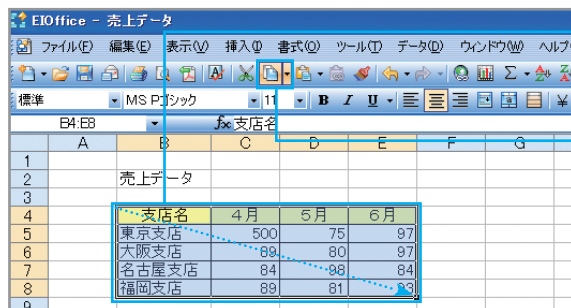 EIOffice - 売上データ
ファイル(F) 編集(E) 表示(V) 挿入(I) 書式(O) ツール(T) データ(D) ウィンドウ(W) ヘルプ
標準 MS Pゴシック 11 B I U
B4:E8 fx 支店名
A B C D E F G
1
2 売上データ
3
4 支店名 4月 5月 6月
5 東京支店 500 75 97
6 大阪支店 89 80 97
7 名古屋支店 84 98 84
8 福岡支店 89 81 93
9